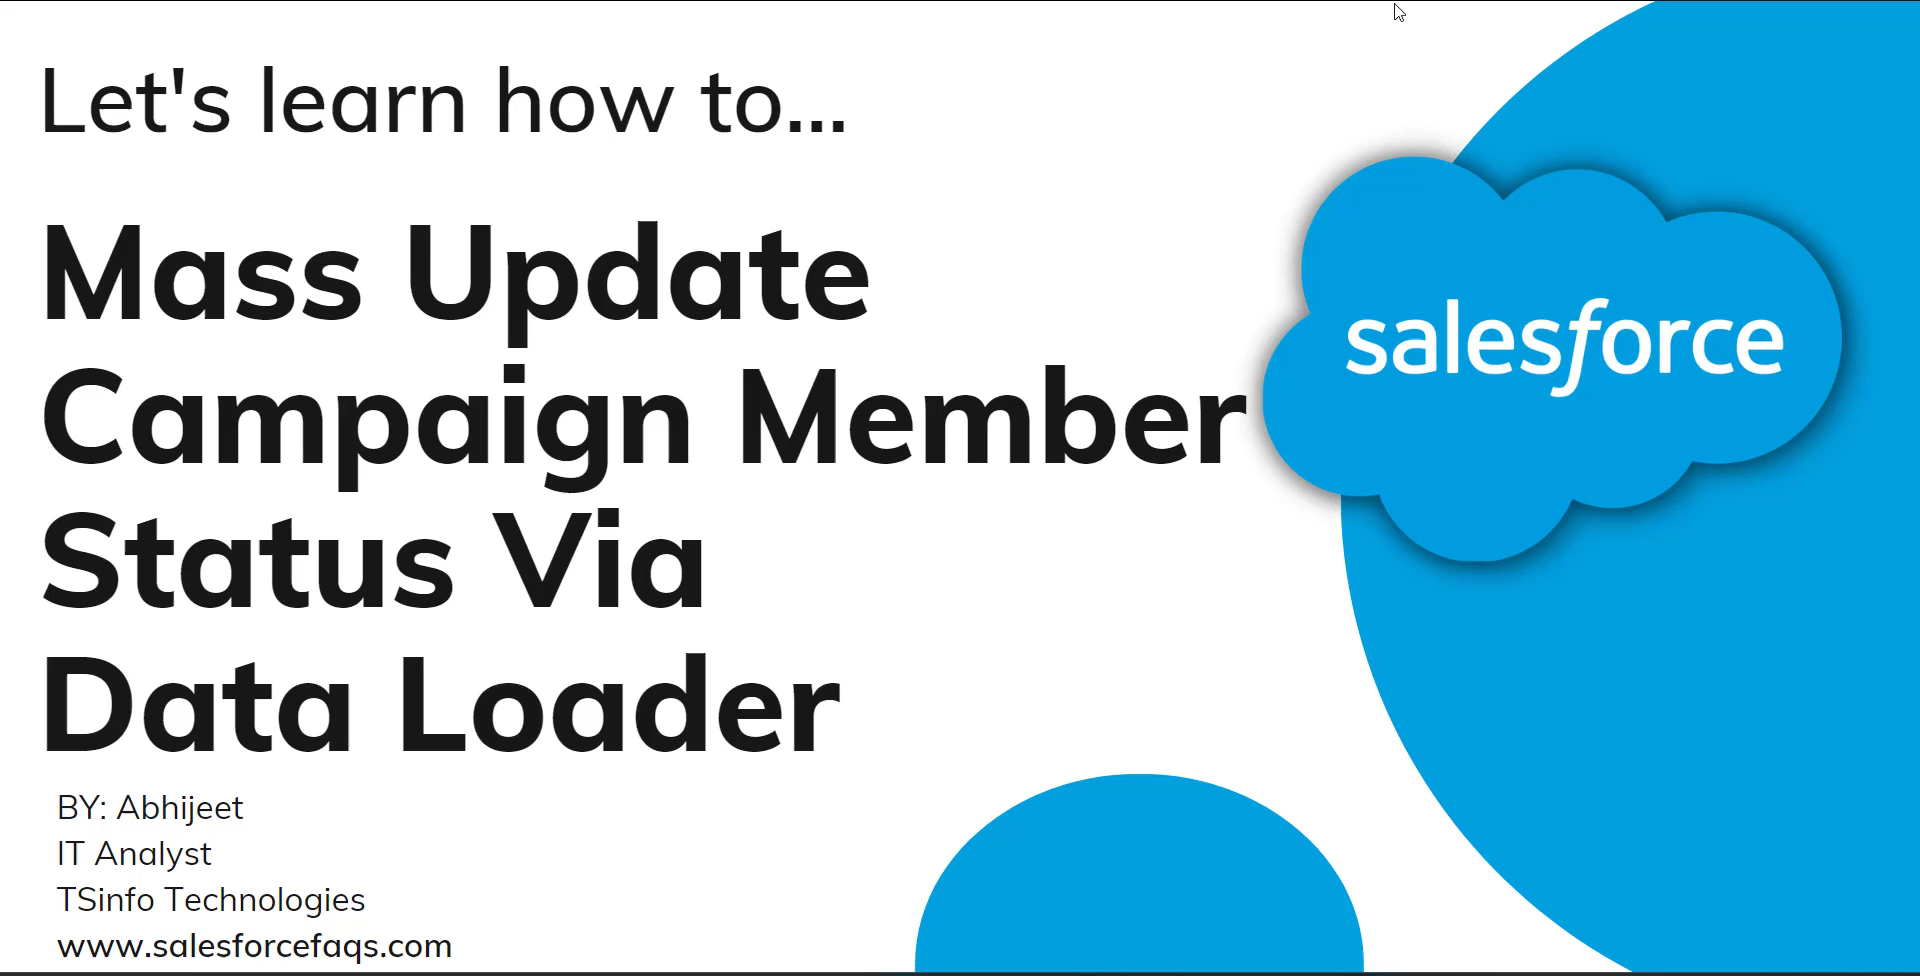 Let's learn how to...
Mass Update
Campaign Member
Status Via
Data Loader
salesforce
BY: Abhijeet
IT Analyst
TSinfo Technologies
www.salesforcefaqs.com